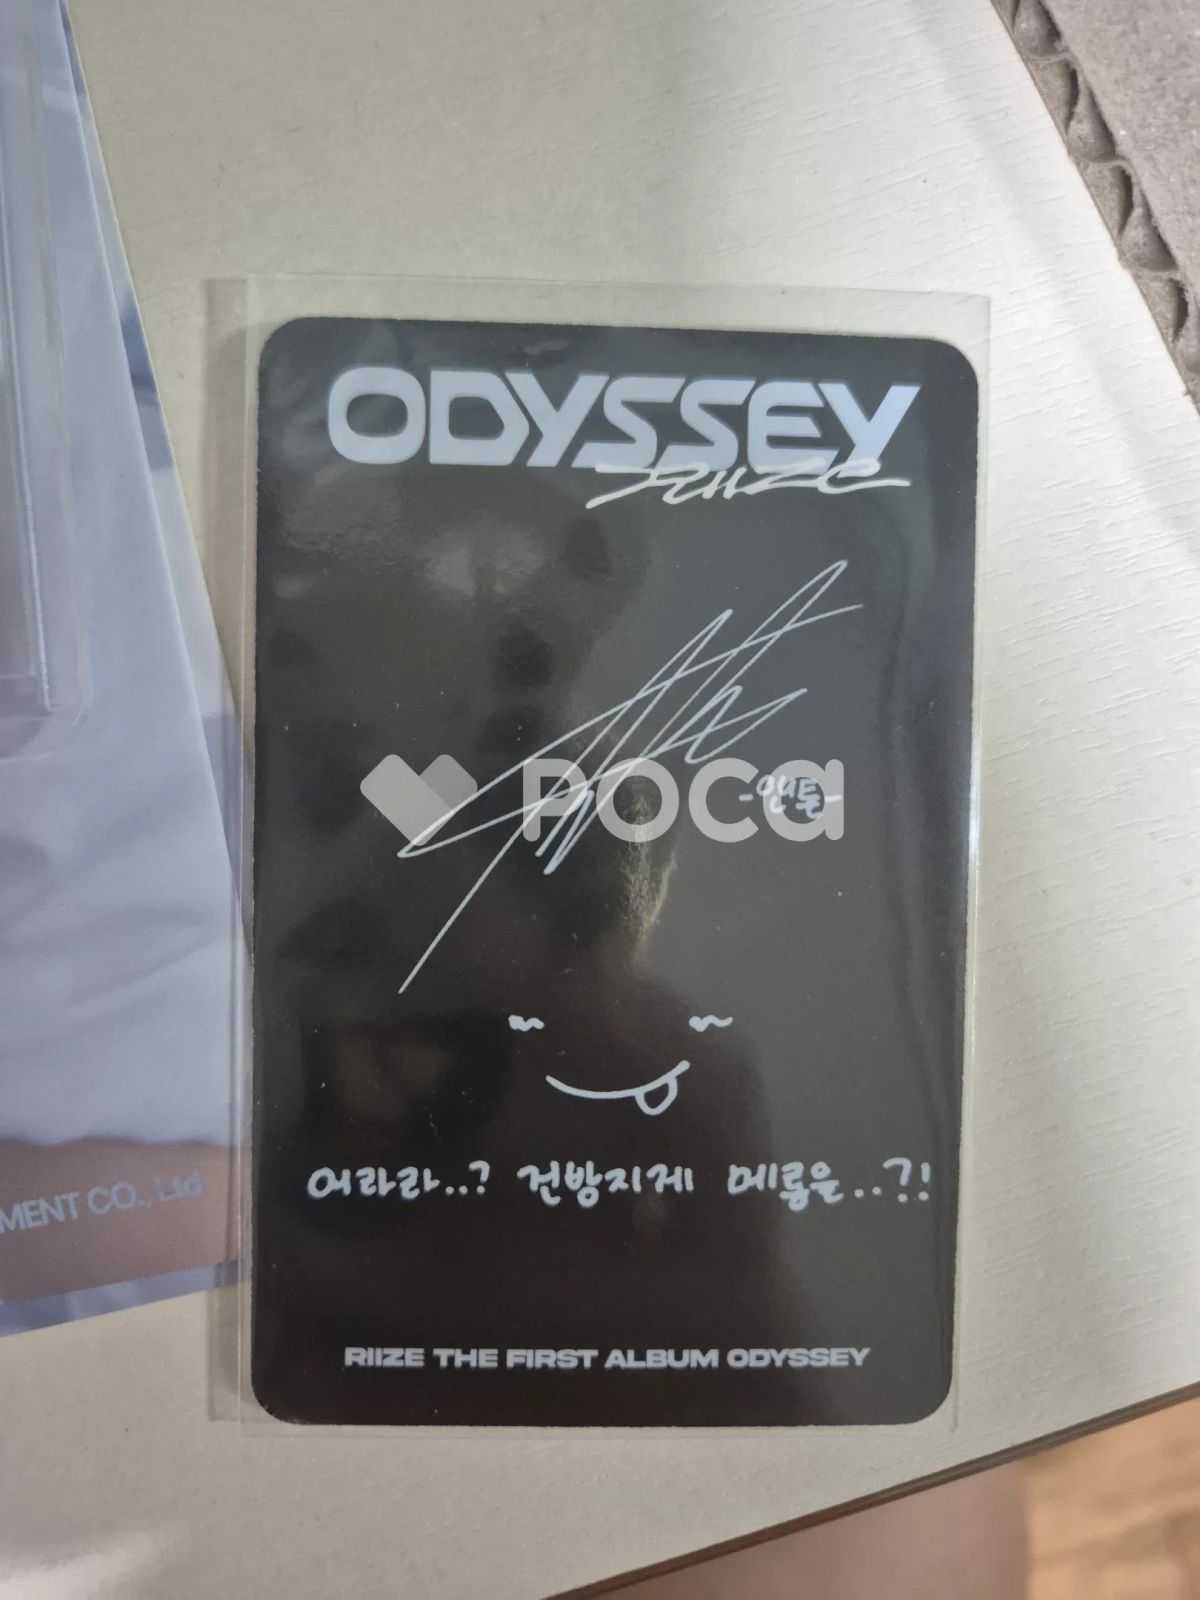 ODYSSEY
RIIZE
POCA
-앤톤-
어라라..? 건방지게 메롱을..?!
MENT CO., Ltd
RIIZE THE FIRST ALBUM ODYSSEY